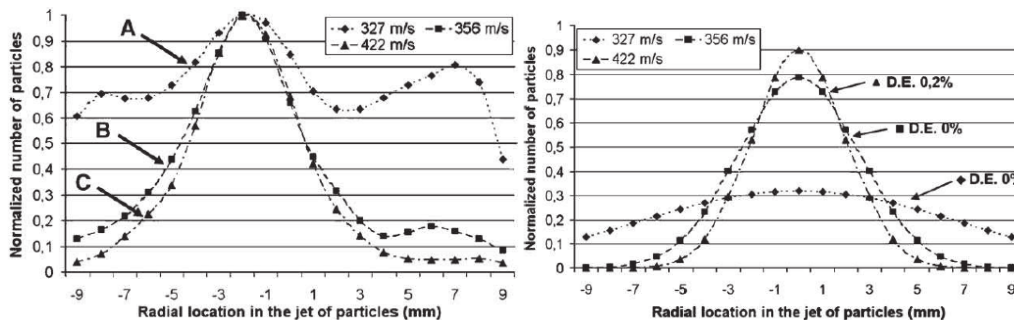 Normalized number of particles
1
0,9
0,8
0,7
0,6
0,5
0,4
0,3
0,2
0,1
0
A
B
C
327 m/s 356 m/s
422 m/s
-9 -7 -5 -3 -1 1 3 5 7 9
Radial location in the jet of particles (mm)
Normalized number of particles
1
0,9
0,8
0,7
0,6
0,5
0,4
0,3
0,2
0,1
0
327 m/s 356 m/s
422 m/s
D.E. 0,2%
D.E. 0%
D.E. 0%
-9 -7 -5 -3 -1 1 3 5 7 9
Radial location in the jet of particles (mm)